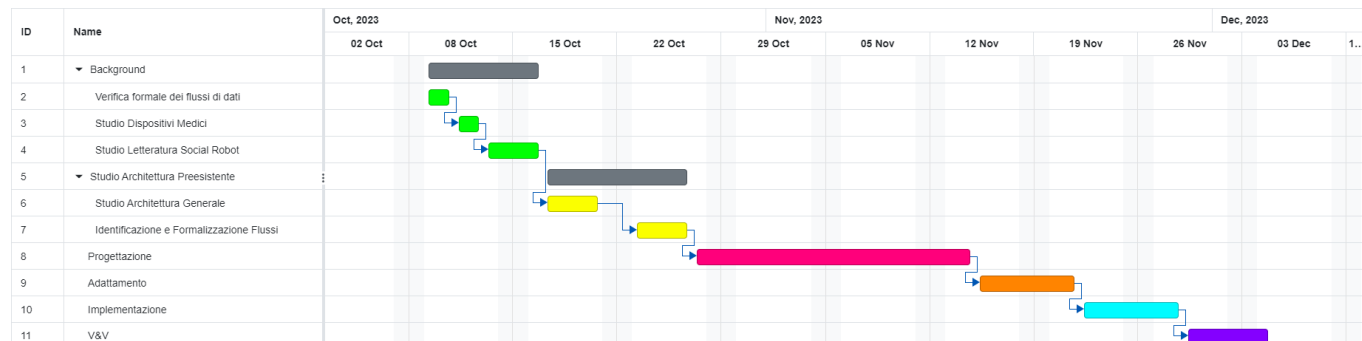 ID Name Oct, 2023 Nov, 2023 Dec, 2023
02 Oct 08 Oct 15 Oct 22 Oct 29 Oct 05 Nov 12 Nov 19 Nov 26 Nov 03 Dec 1...
1 Background
2 Verifica formale dei flussi di dati
3 Studio Dispositivi Medici
4 Studio Letteratura Social Robot
5 Studio Architettura Preesistente
6 Studio Architettura Generale
7 Identificazione e Formalizzazione Flussi
8 Progettazione
9 Adattamento
10 Implementazione
11 V&V